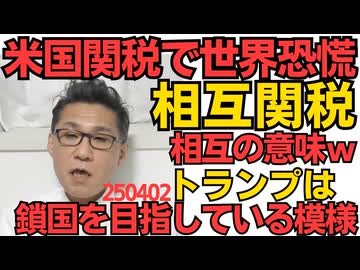 米国関税で世界恐慌
相互関税
相互の意味w
250402
トランプは
鎖国を目指している模様